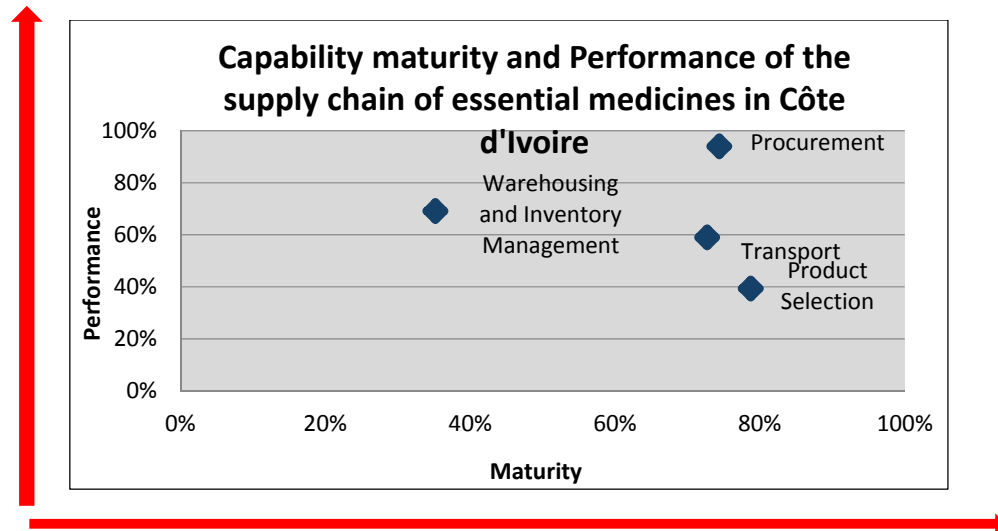 Capability maturity and Performance of the
supply chain of essential medicines in Côte
d'Ivoire
100%
80%
60%
40%
20%
0%
Performance
Procurement
Warehousing
and Inventory
Management
Transport
Product
Selection
0%
20%
40%
60%
80%
100%
Maturity